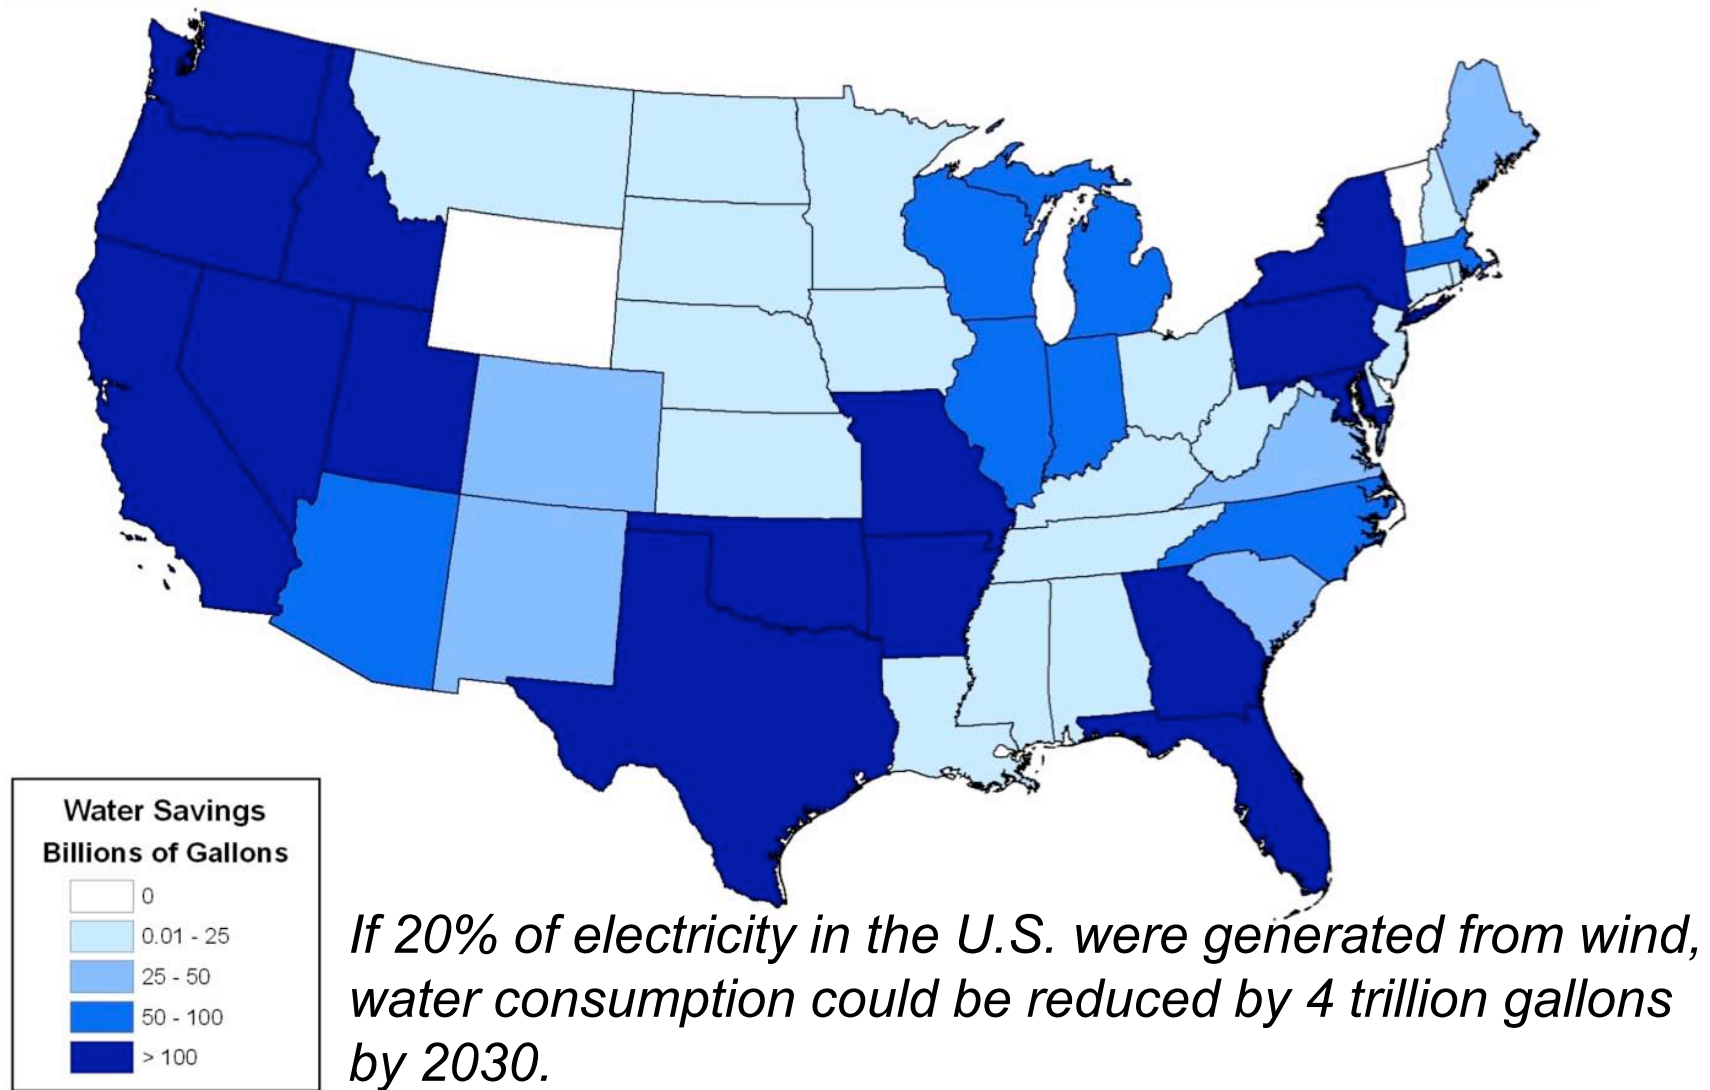 Water Savings
Billions of Gallons
0
0.01 - 25
25 - 50
50 - 100
> 100
If 20% of electricity in the U.S. were generated from wind,
water consumption could be reduced by 4 trillion gallons
by 2030.